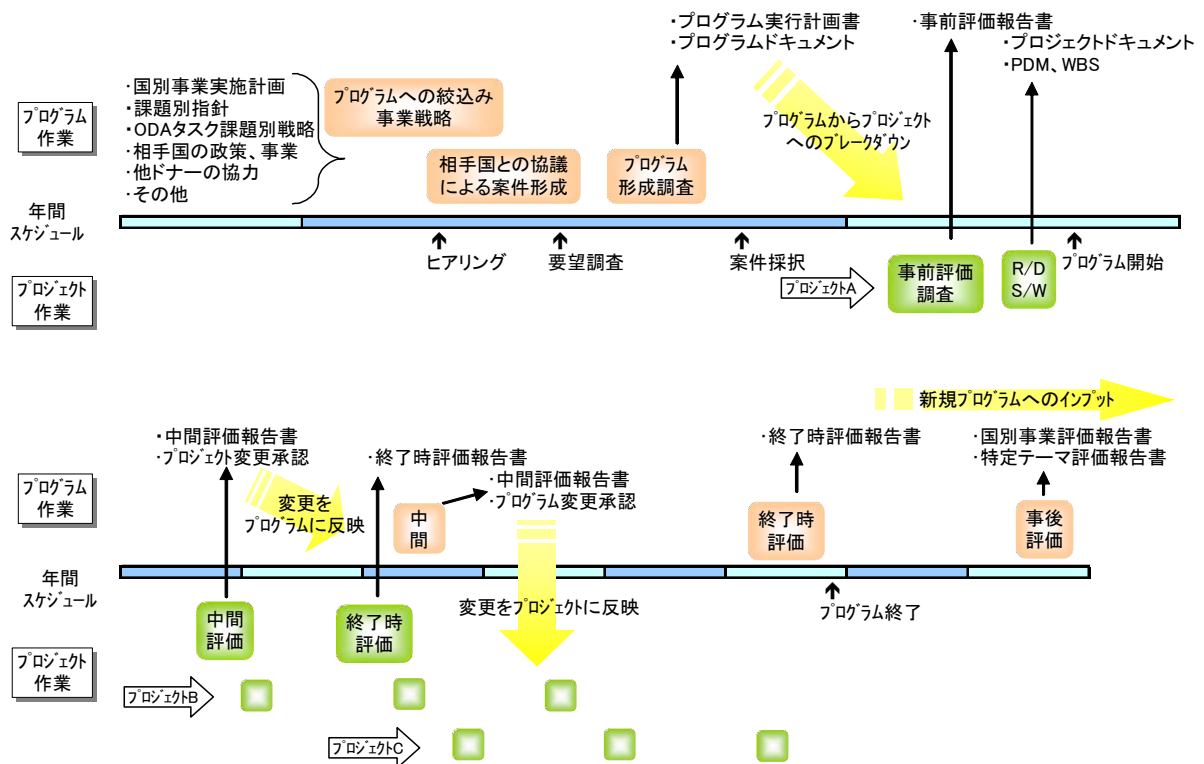 ・プログラム実行計画書
・プログラムドキュメント
・事前評価報告書
・プロジェクトドキュメント
・PDM、WBS
・国別事業実施計画
・課題別指針
・ODAタスク課題別戦略
・相手国の政策、事業
・他ドナーの協力
・その他
プログラムへの絞込み
事業戦略
プログラム
作業
相手国との協議
による案件形成
プログラム
形成調査
プログラムからプロジェクト
へのブレークダウン
年間
スケジュール
ヒアリング
要望調査
案件採択
プログラム開始
プロジェクト
作業
プロジェクトA
事前評価
調査
R/D
S/W
新規プログラムへのインプット
・中間評価報告書
・プロジェクト変更承認
・終了時評価報告書
・中間評価報告書
・プログラム変更承認
・終了時評価報告書
・国別事業評価報告書
・特定テーマ評価報告書
プログラム
作業
変更を
プログラムに反映
中
間
終了時
評価
事後
評価
年間
スケジュール
変更をプロジェクトに反映
プログラム終了
中間
評価
終了時
評価
プロジェクト
作業
プロジェクトB
プロジェクトC